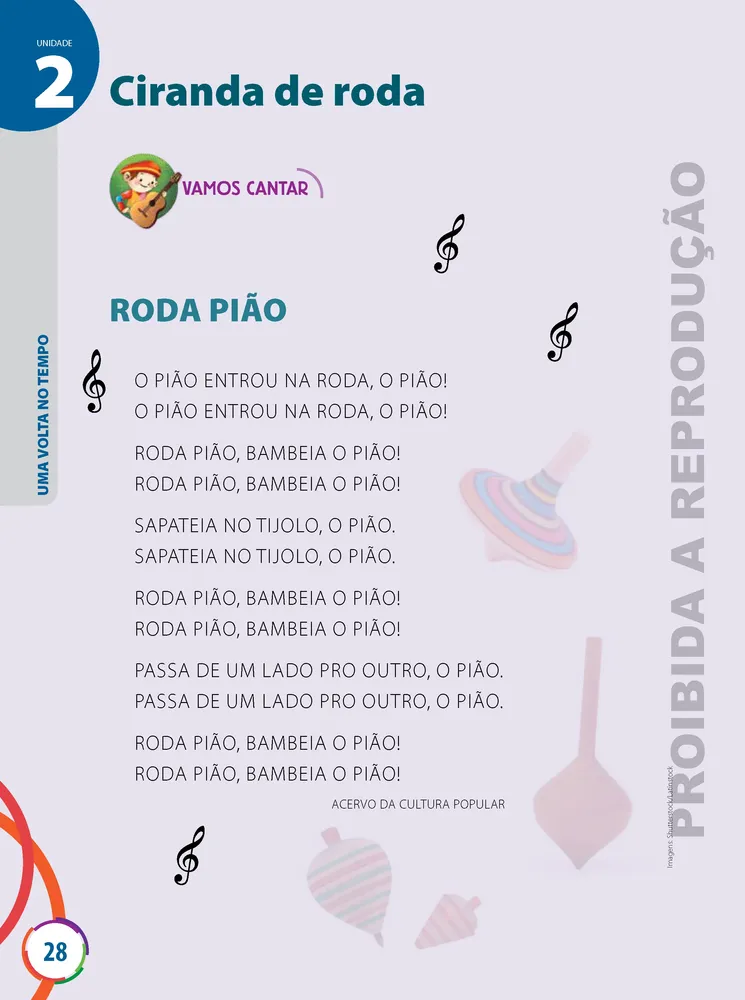 UNIDADE
2
Ciranda de roda
VAMOS CANTAR
RODA PIÃO
O PIÃO ENTROU NA RODA, O PIÃO!
O PIÃO ENTROU NA RODA, O PIÃO!
RODA PIÃO, BAMBEIA O PIÃO!
RODA PIÃO, BAMBEIA O PIÃO!
SAPATEIA NO TIJOLO, O PIÃO.
SAPATEIA NO TIJOLO, O PIÃO.
RODA PIÃO, BAMBEIA O PIÃO!
RODA PIÃO, BAMBEIA O PIÃO!
PASSA DE UM LADO PRO OUTRO, O PIÃO.
PASSA DE UM LADO PRO OUTRO, O PIÃO.
RODA PIÃO, BAMBEIA O PIÃO!
RODA PIÃO, BAMBEIA O PIÃO!
ACERVO DA CULTURA POPULAR
UMA VOLTA NO TEMPO
PROIBIDA A REPRODUÇÃO
Imagens: Shutterstock/Latinstock
28